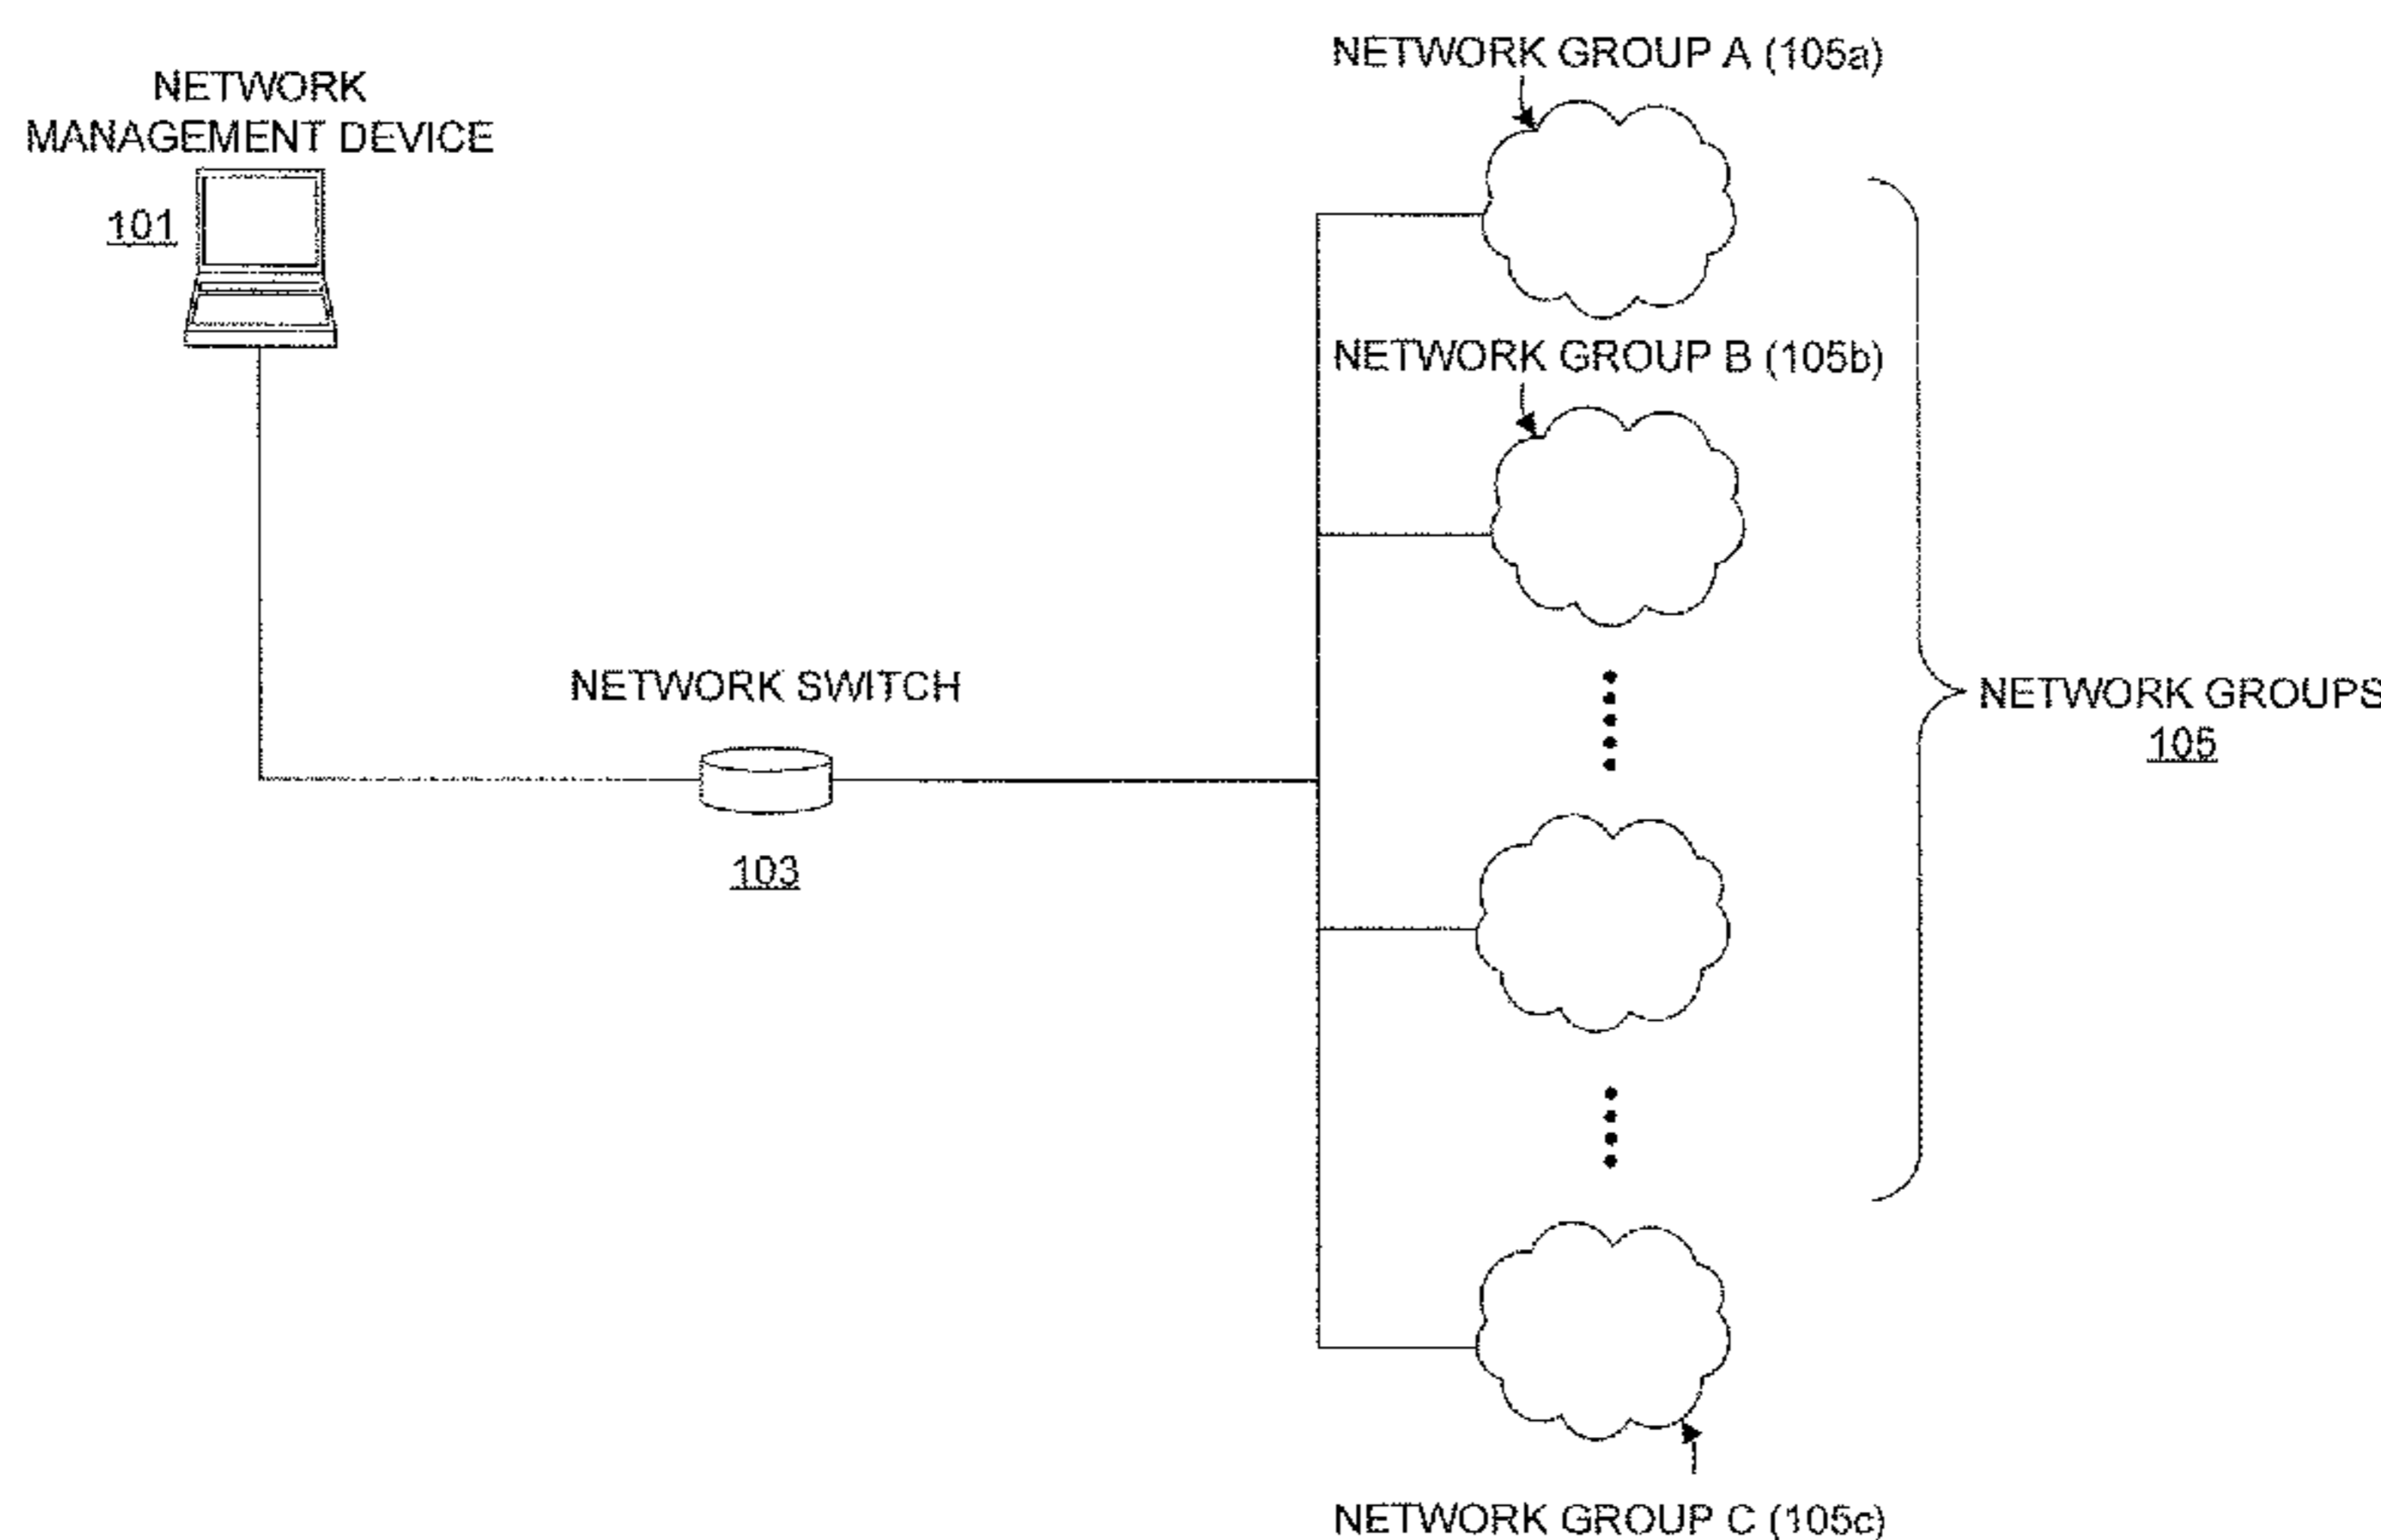 NETWORK
MANAGEMENT DEVICE
101
NETWORK SWITCH
103
NETWORK GROUP A (105a)
NETWORK GROUP B (105b)
NETWORK GROUPS
105
NETWORK GROUP C (105c)